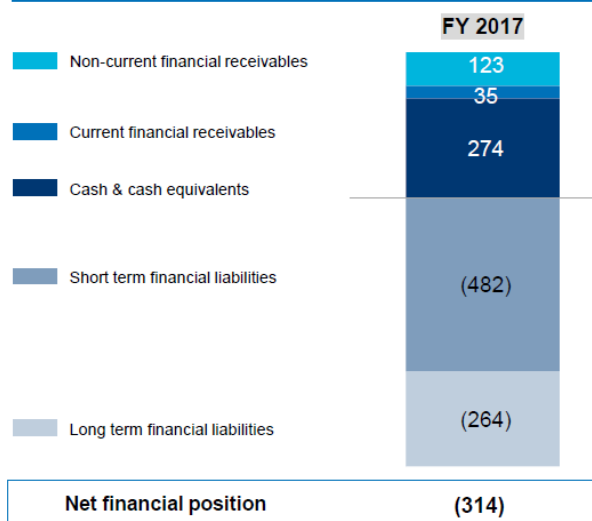 FY 2017
Non-current financial receivables
123
35
Current financial receivables
274
Cash & cash equivalents
Short term financial liabilities
(482)
Long term financial liabilities
(264)
Net financial position (314)